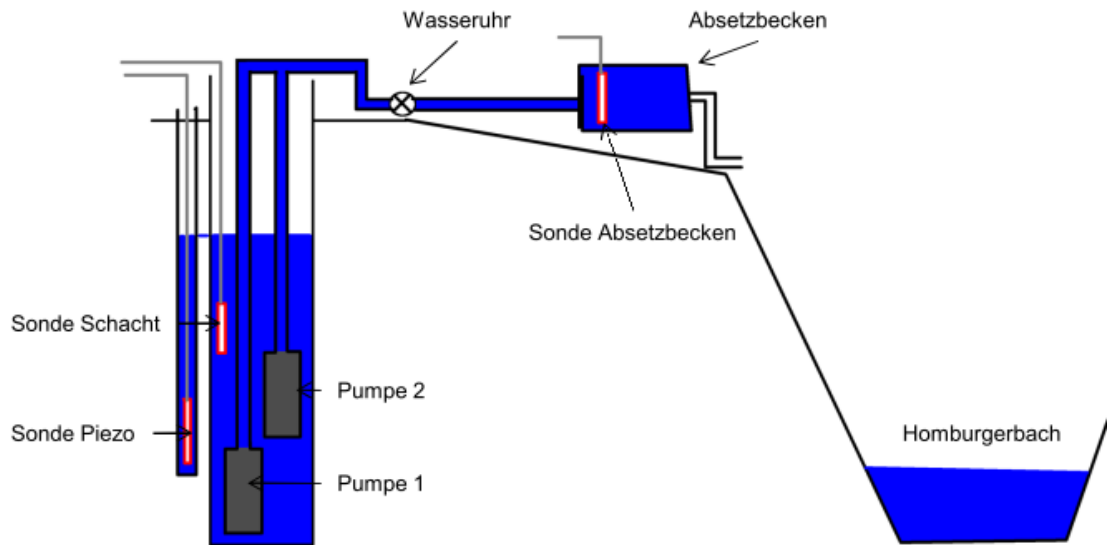 Wasseruhr
Absetzbecken
Sonde Absetzbecken
Sonde Schacht
Pumpe 2
Sonde Piezo
Homburgerbach
Pumpe 1